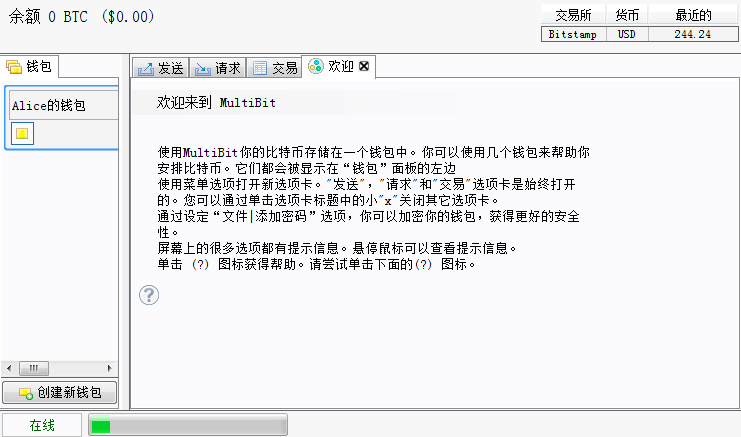 余额 0 BTC ($0.00)
交易所 货币 最近的
Bitstamp USD 244.24
钱包
发送 请求 交易 欢迎
Alice的钱包
欢迎来到 MultiBit
使用MultiBit你的比特币存储在一个钱包中。你可以使用几个钱包来帮助你
安排比特币。它们都会被显示在“钱包”面板的左边
使用菜单选项打开新选项卡。"发送","请求"和"交易"选项卡是始终打开
的。您可以通过单击选项卡标题中的小"x"关闭其它选项卡。
通过设定“文件|添加密码”选项，你可以加密你的钱包，获得更好的安全
性。
屏幕上的很多选项都有提示信息。悬停鼠标可以查看提示信息。
单击 (?) 图标获得帮助。请尝试单击下面的(?) 图标。
?
创建新钱包
在线